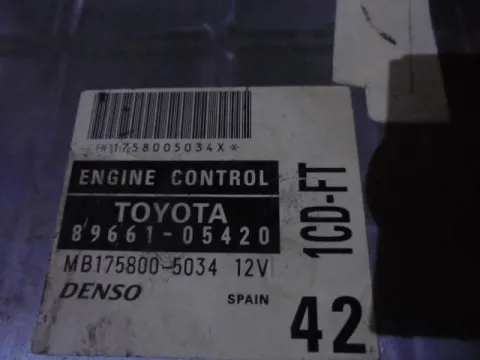 *1758005034X*
ENGINE CONTROL
TOYOTA
89661-05420
MB175800-5034 12V
DENSO
SPAIN
1CD-FT
42